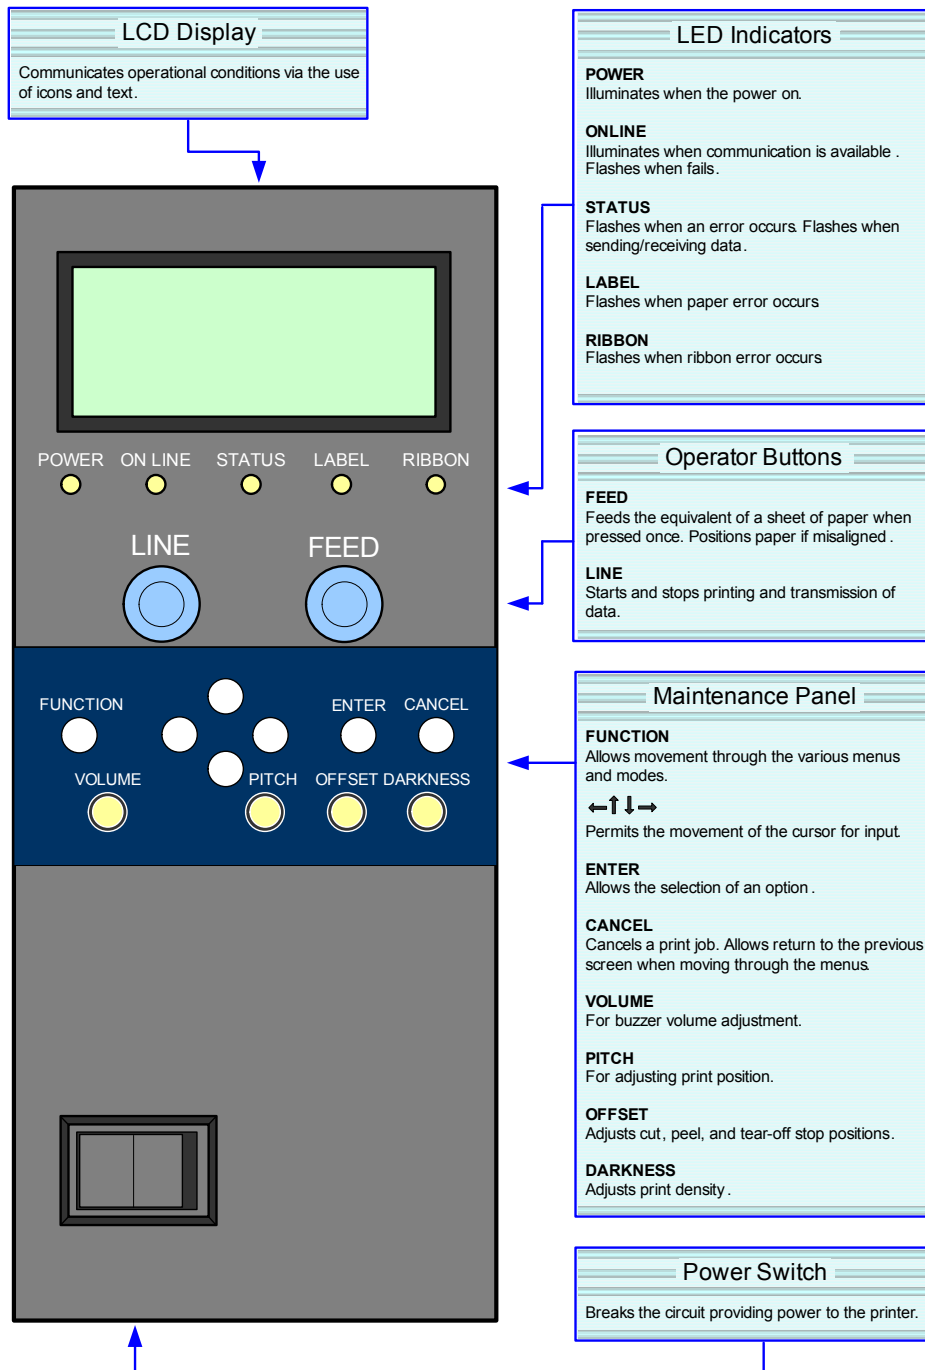 LCD Display
Communicates operational conditions via the use
of icons and text.
LED Indicators
POWER
Illuminates when the power on.
ONLINE
Illuminates when communication is available .
Flashes when fails.
STATUS
Flashes when an error occurs. Flashes when
sending/receiving data.
LABEL
Flashes when paper error occurs.
RIBBON
Flashes when ribbon error occurs.
POWER ON LINE STATUS LABEL RIBBON
LINE FEED
Operator Buttons
FEED
Feeds the equivalent of a sheet of paper when
pressed once. Positions paper if misaligned .
LINE
Starts and stops printing and transmission of
data.
FUNCTION ENTER CANCEL
VOLUME PITCH OFFSET DARKNESS
Maintenance Panel
FUNCTION
Allows movement through the various menus
and modes.
←↑↓→
Permits the movement of the cursor for input.
ENTER
Allows the selection of an option .
CANCEL
Cancels a print job. Allows return to the previous
screen when moving through the menus.
VOLUME
For buzzer volume adjustment.
PITCH
For adjusting print position.
OFFSET
Adjusts cut, peel, and tear-off stop positions.
DARKNESS
Adjusts print density .
Power Switch
Breaks the circuit providing power to the printer.